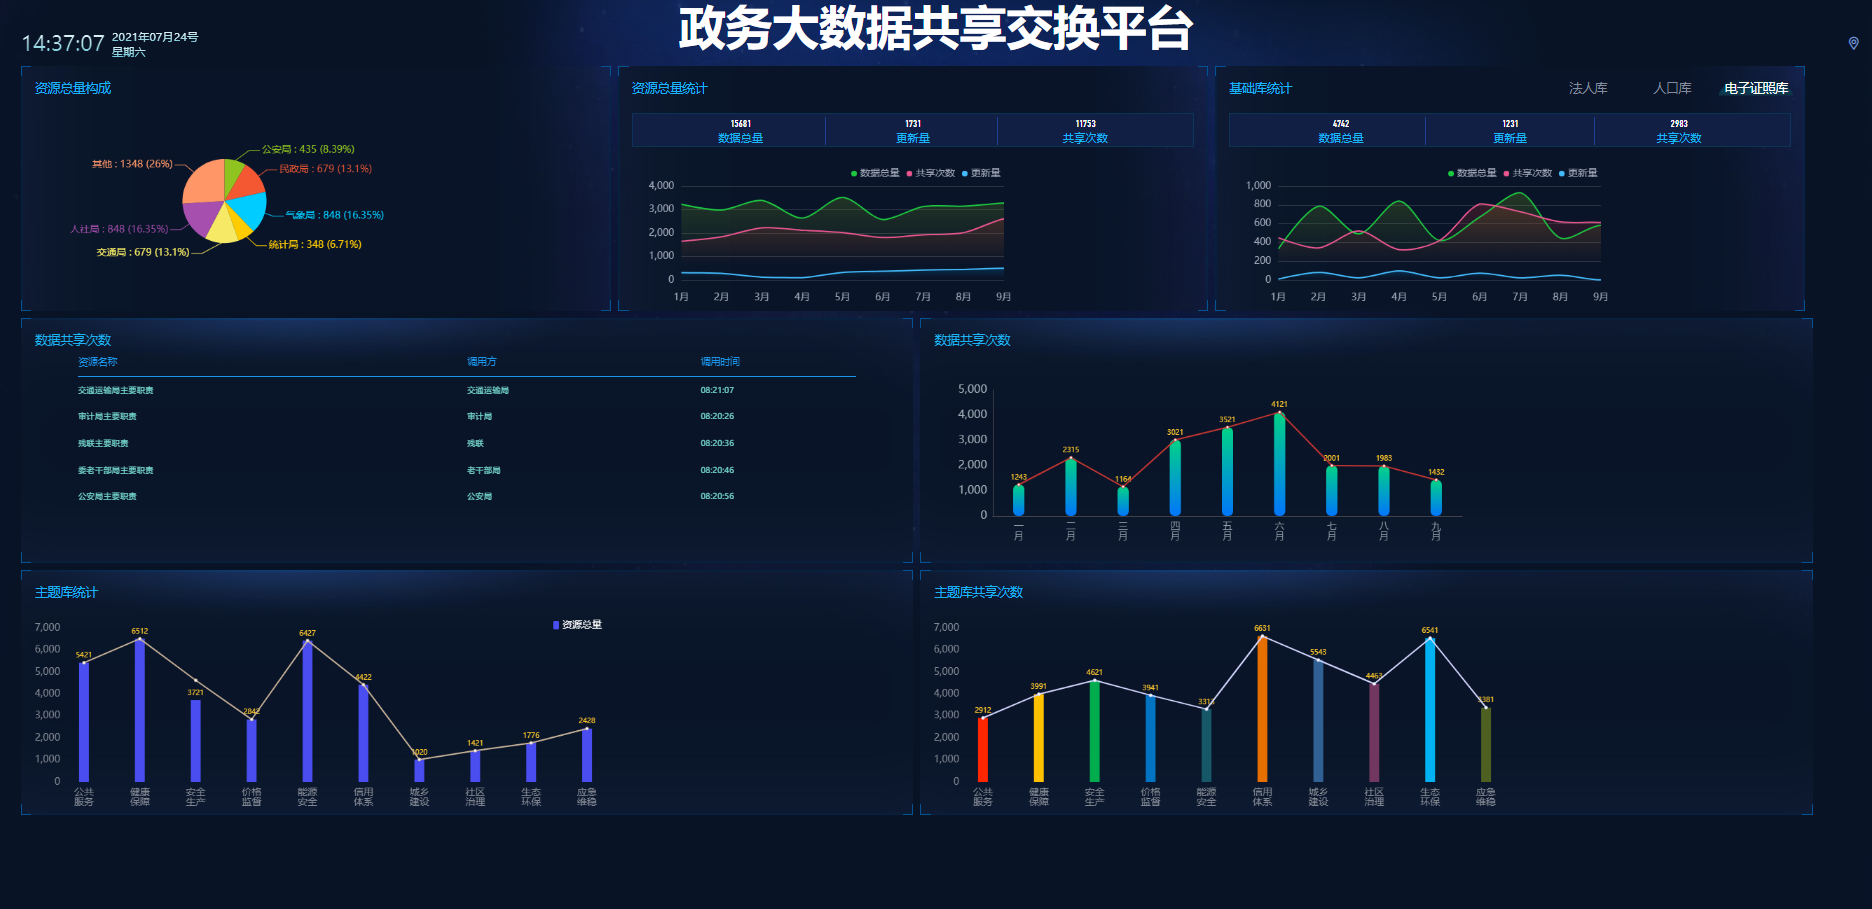 政务大数据共享交换平台
14:37:07 2021年07月24号
星期六
资源总量构成
公安局 : 435 (8.39%)
民政局 : 679 (13.1%)
气象局 : 848 (16.35%)
统计局 : 348 (6.71%)
交通局 : 679 (13.1%)
人社局 : 848 (16.35%)
其他 : 1348 (26%)
资源总量统计
15681 1731 11753
数据总量 更新量 共享次数
数据总量 共享次数 更新量
4,000
3,000
2,000
1,000
0
1月 2月 3月 4月 5月 6月 7月 8月 9月
基础库统计 法人库 人口库 电子证照库
4742 1231 2983
数据总量 更新量 共享次数
数据总量 共享次数 更新量
1,000
800
600
400
200
0
1月 2月 3月 4月 5月 6月 7月 8月 9月
数据共享次数
资源名称 调用方 调用时间
交通运输局主要职责 交通运输局 08:21:07
审计局主要职责 审计局 08:20:26
残联主要职责 残联 08:20:36
委老干部局主要职责 老干部局 08:20:46
公安局主要职责 公安局 08:20:56
数据共享次数
5,000
4,000
3,000
2,000
1,000
0
1243 2315 1164 3021 3521 4121 2001 1983 1432
一月 二月 三月 四月 五月 六月 七月 八月 九月
主题库统计
资源总量
7,000
6,000
5,000
4,000
3,000
2,000
1,000
0
5421 6512 3721 2842 6427 4422 1020 1421 1776 2428
公共 健康 安全 价格 能源 信用 城乡 社区 生态 应急
服务 保障 生产 监督 安全 体系 建设 治理 环保 维稳
主题库共享次数
7,000
6,000
5,000
4,000
3,000
2,000
1,000
0
2912 3991 4621 3941 3313 6631 5543 4463 6541 3381
公共 健康 安全 价格 能源 信用 城乡 社区 生态 应急
服务 保障 生产 监督 安全 体系 建设 治理 环保 维稳